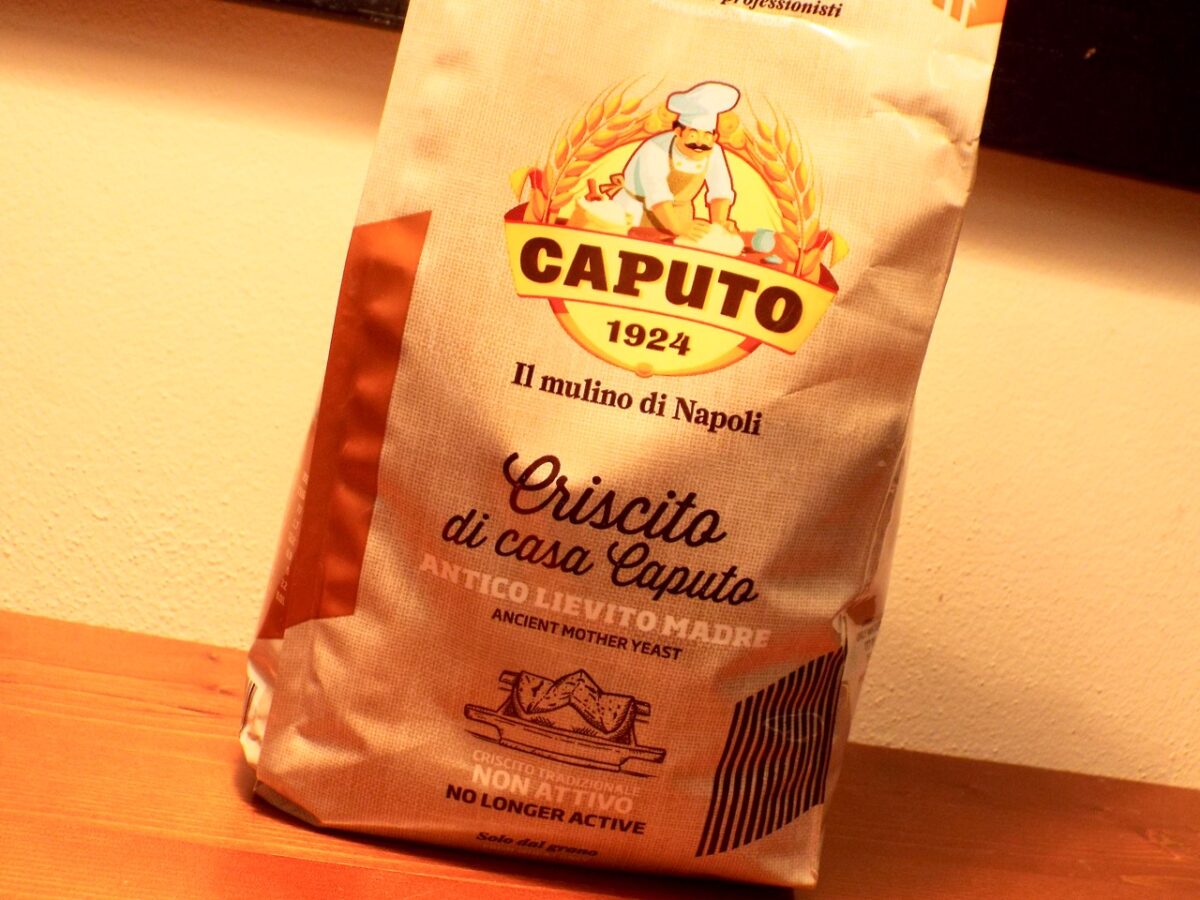 professionisti
CAPUTO
1924
Il mulino di Napoli
Criscito
di casa Caputo
ANTICO LIEVITO MADRE
ANCIENT MOTHER YEAST
CRISCITO TRADIZIONALE
NON ATTIVO
NO LONGER ACTIVE
Solo dal grano